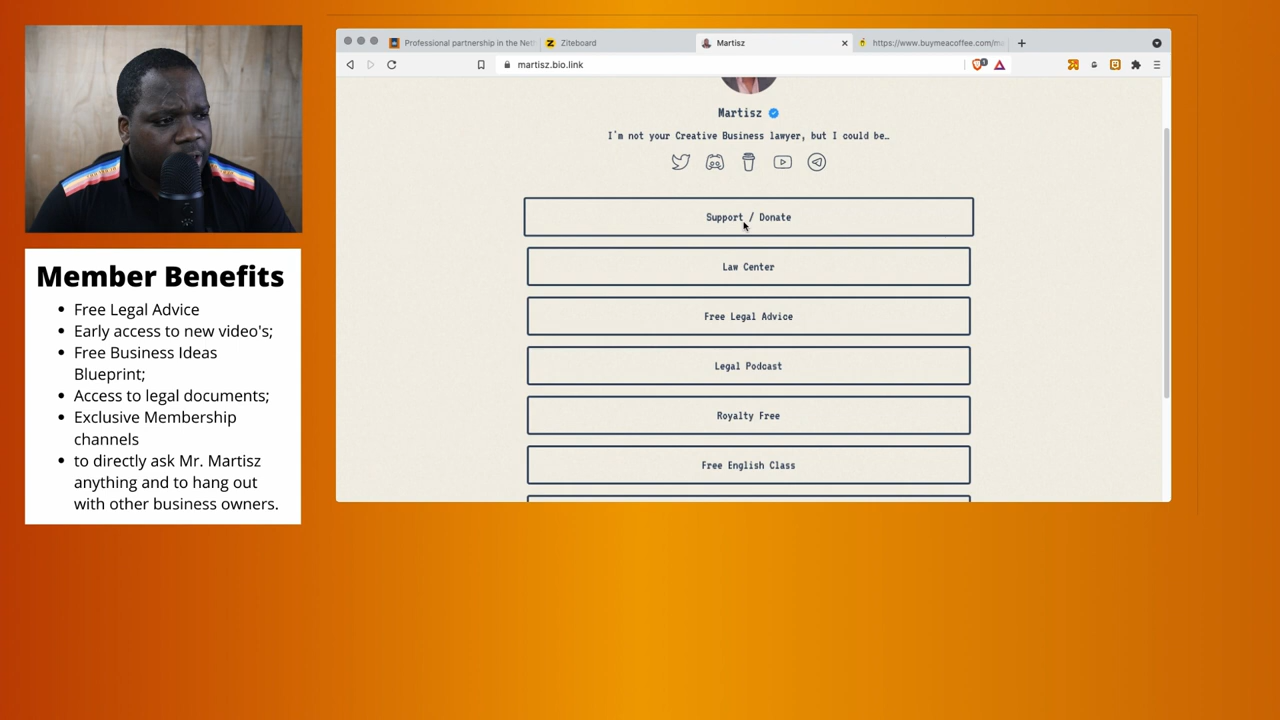 Professional partnership in the Net
Ziteboard
Martisz
https://www.buymeacoffee.com/m
martisz.bio.link
Martisz
I'm not your Creative Business lawyer, but I could be…
Support / Donate
Law Center
Free Legal Advice
Legal Podcast
Royalty Free
Free English Class
Member Benefits
• Free Legal Advice
• Early access to new video's;
• Free Business Ideas
Blueprint;
• Access to legal documents;
• Exclusive Membership
channels
• to directly ask Mr. Martisz
anything and to hang out
with other business owners.